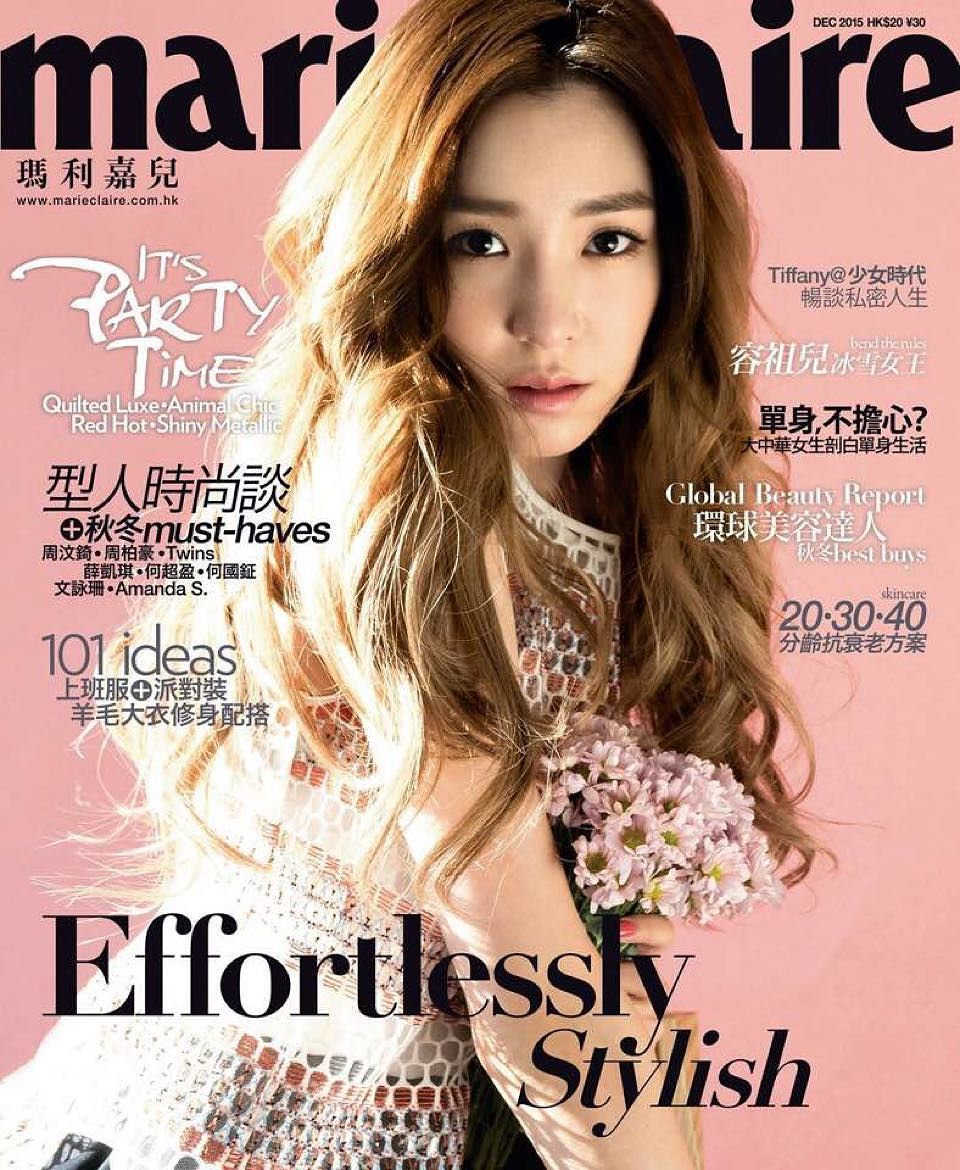 DEC 2015 HK$20 ¥30
marie claire
瑪利嘉兒
www.marieclaire.com.hk
IT'S
PARTY
TIME
Quilted Luxe•Animal Chic
Red Hot•Shiny Metallic
型人時尚談
+秋冬must-haves
周汶錡•周柏豪•Twins
薛凱琪•何超盈•何國鉦
文詠珊•Amanda S.
101 ideas
上班服+派對裝
羊毛大衣修身配搭
Tiffany@少女時代
暢談私密人生
bend the rules
容祖兒冰雪女王
單身,不擔心?
大中華女生剖白單身生活
Global Beauty Report
環球美容達人
秋冬best buys
skincare
20·30·40
分齡抗衰老方案
Effortlessly
Stylish